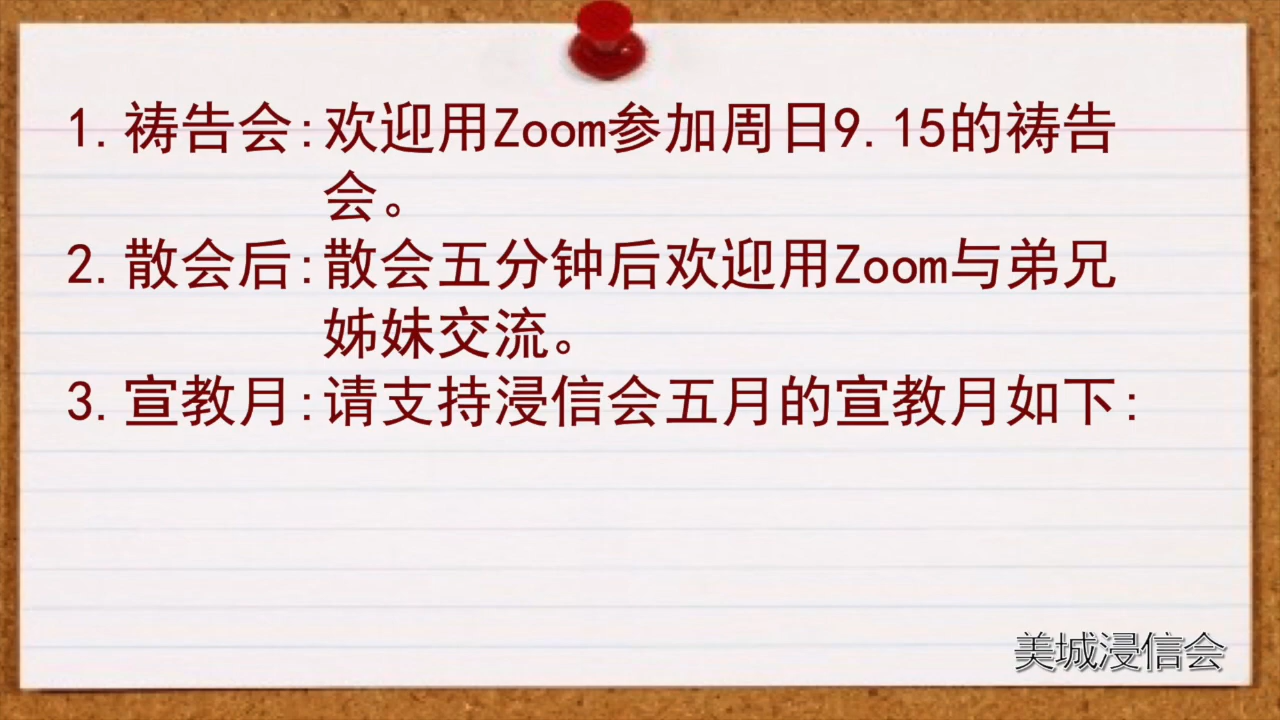 1.祷告会:欢迎用Zoom参加周日9.15的祷告
会。
2.散会后:散会五分钟后欢迎用Zoom与弟兄
姊妹交流。
3.宣教月:请支持浸信会五月的宣教月如下:
美城浸信会